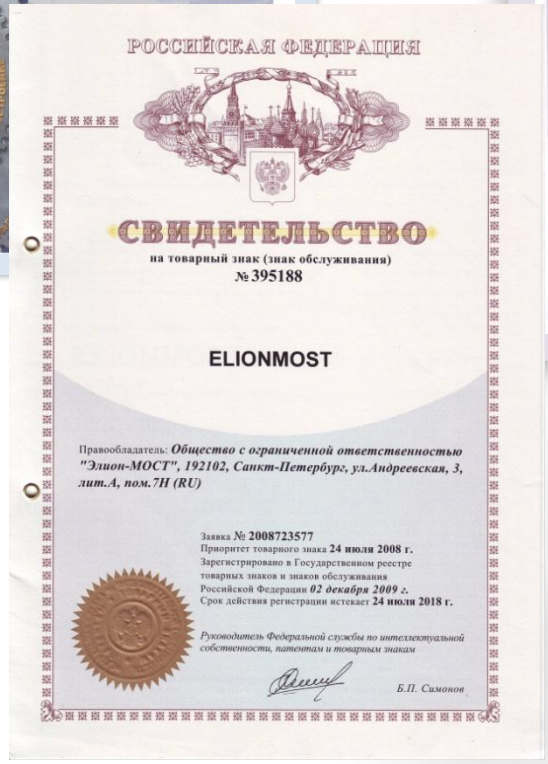 РОССИЙСКАЯ ФЕДЕРАЦИЯ
СВИДЕТЕЛЬСТВО
на товарный знак (знак обслуживания)
№ 395188
ELIONMOST
Правообладатель: Общество с ограниченной ответственностью
"Элион-МОСТ", 192102, Санкт-Петербург, ул.Андреевская, 3,
лит.А, пом.7Н (RU)
Заявка № 2008723577
Приоритет товарного знака 24 июля 2008 г.
Зарегистрировано в Государственном реестре
товарных знаков и знаков обслуживания
Российской Федерации 02 декабря 2009 г.
Срок действия регистрации истекает 24 июля 2018 г.
Руководитель Федеральной службы по интеллектуальной
собственности, патентам и товарным знакам
Б.П. Симонов